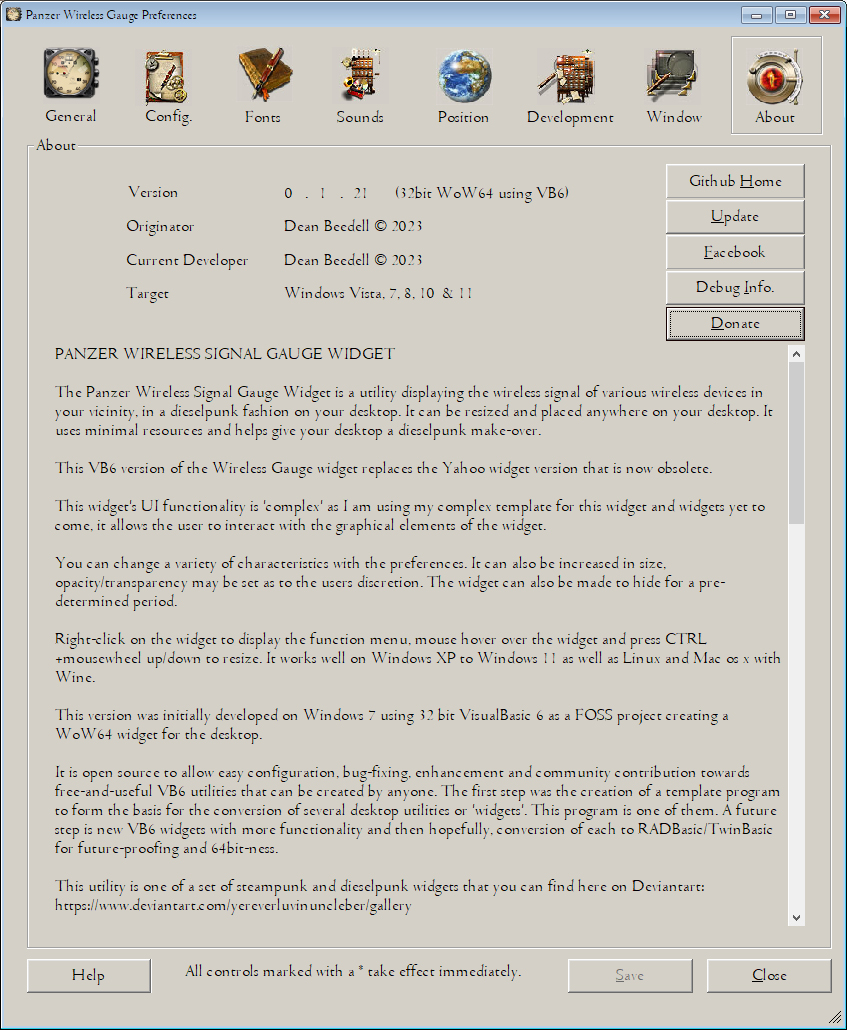 Panzer Wireless Gauge Preferences
General Config. Fonts Sounds Position Development Window About
About
Version 0 . 1 . 21 (32bit WoW64 using VB6)
Originator Dean Beedell © 2023
Current Developer Dean Beedell © 2023
Target Windows Vista, 7, 8, 10 & 11
Github Home
Update
Facebook
Debug Info.
Donate
PANZER WIRELESS SIGNAL GAUGE WIDGET
The Panzer Wireless Signal Gauge Widget is a utility displaying the wireless signal of various wireless devices in
your vicinity, in a dieselpunk fashion on your desktop. It can be resized and placed anywhere on your desktop. It
uses minimal resources and helps give your desktop a dieselpunk make-over.
This VB6 version of the Wireless Gauge widget replaces the Yahoo widget version that is now obsolete.
This widget's UI functionality is 'complex' as I am using my complex template for this widget and widgets yet to
come, it allows the user to interact with the graphical elements of the widget.
You can change a variety of characteristics with the preferences. It can also be increased in size,
opacity/transparency may be set as to the users discretion. The widget can also be made to hide for a pre-
determined period.
Right-click on the widget to display the function menu, mouse hover over the widget and press CTRL
+mousewheel up/down to resize. It works well on Windows XP to Windows 11 as well as Linux and Mac os x with
Wine.
This version was initially developed on Windows 7 using 32 bit VisualBasic 6 as a FOSS project creating a
WoW64 widget for the desktop.
It is open source to allow easy configuration, bug-fixing, enhancement and community contribution towards
free-and-useful VB6 utilities that can be created by anyone. The first step was the creation of a template program
to form the basis for the conversion of several desktop utilities or 'widgets'. This program is one of them. A future
step is new VB6 widgets with more functionality and then hopefully, conversion of each to RADBasic/TwinBasic
for future-proofing and 64bit-ness.
This utility is one of a set of steampunk and dieselpunk widgets that you can find here on Deviantart:
https://www.deviantart.com/yereverluvinuncleber/gallery
Help All controls marked with a * take effect immediately. Save Close